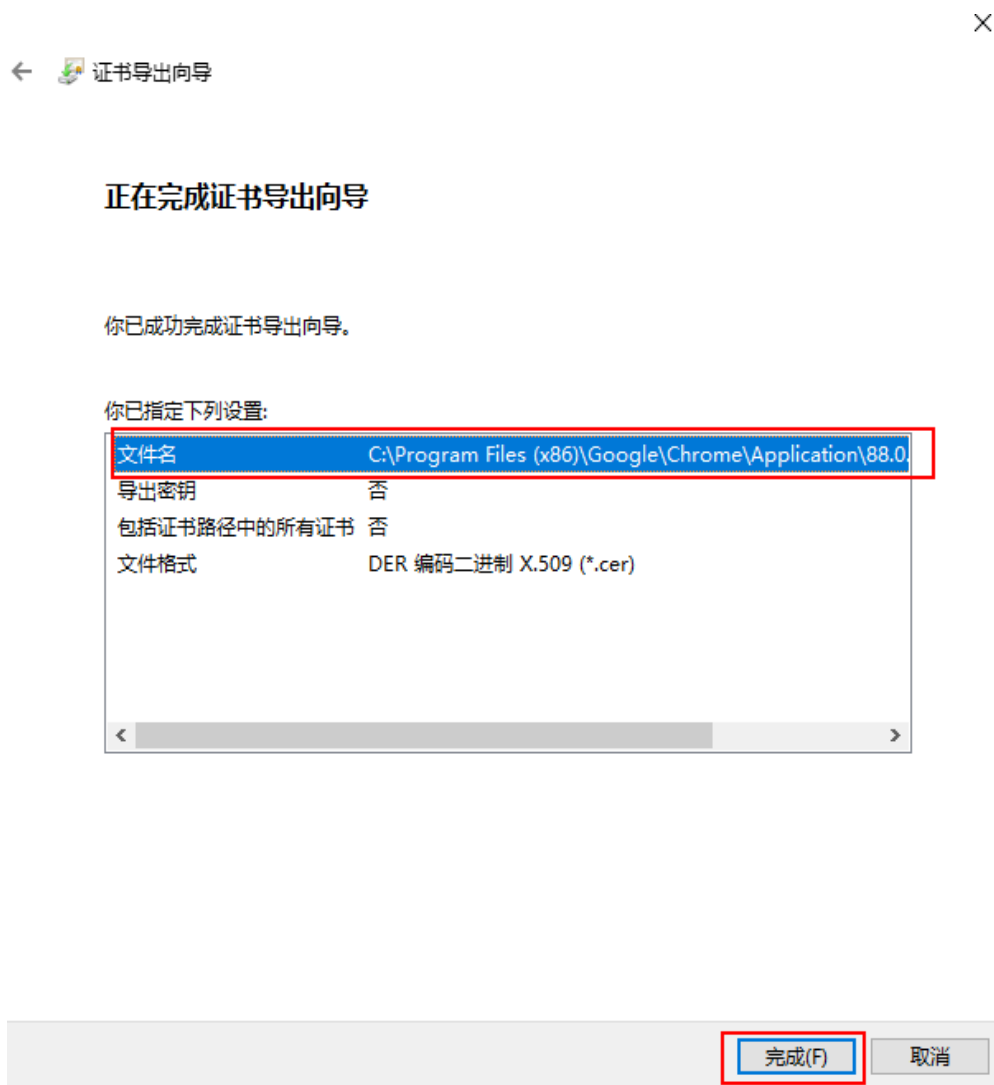 证书导出向导
正在完成证书导出向导
你已成功完成证书导出向导。
你已指定下列设置:
文件名 C:\Program Files (x86)\Google\Chrome\Application\88.0.
导出密钥 否
包括证书路径中的所有证书 否
文件格式 DER 编码二进制 X.509 (*.cer)
完成(F) 取消